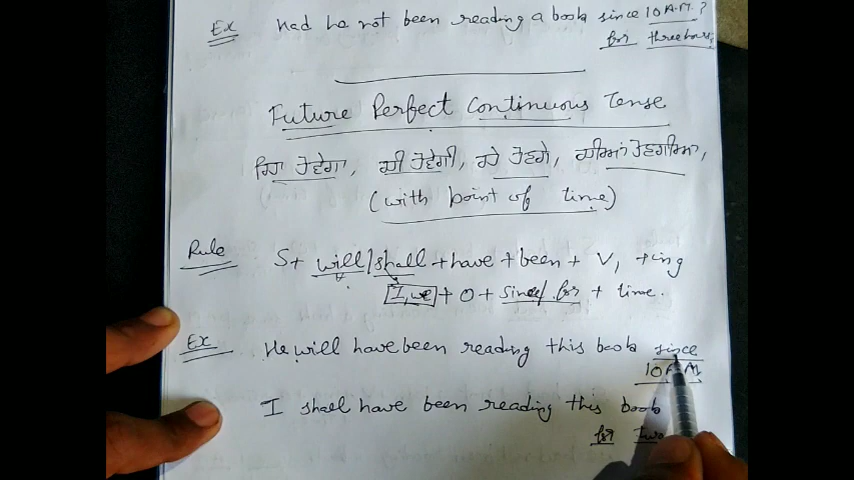 Ex Had he not been reading a book since 10 A.M.?
for three hours
Future Perfect Continuous Tense
ਰਿਹਾ ਹੋਵੇਗਾ, ਰਹੀ ਹੋਵੇਗੀ, ਰਹੇ ਹੋਣਗੇ, ਰਹੀਆਂ ਹੋਣਗੀਆਂ,
(with point of time)
Rule S+ will/shall +have +been + V1 +ing
I, we + O + Since/for + time.
Ex He will have been reading this book since
10 A.M
I shall have been reading this book
for two